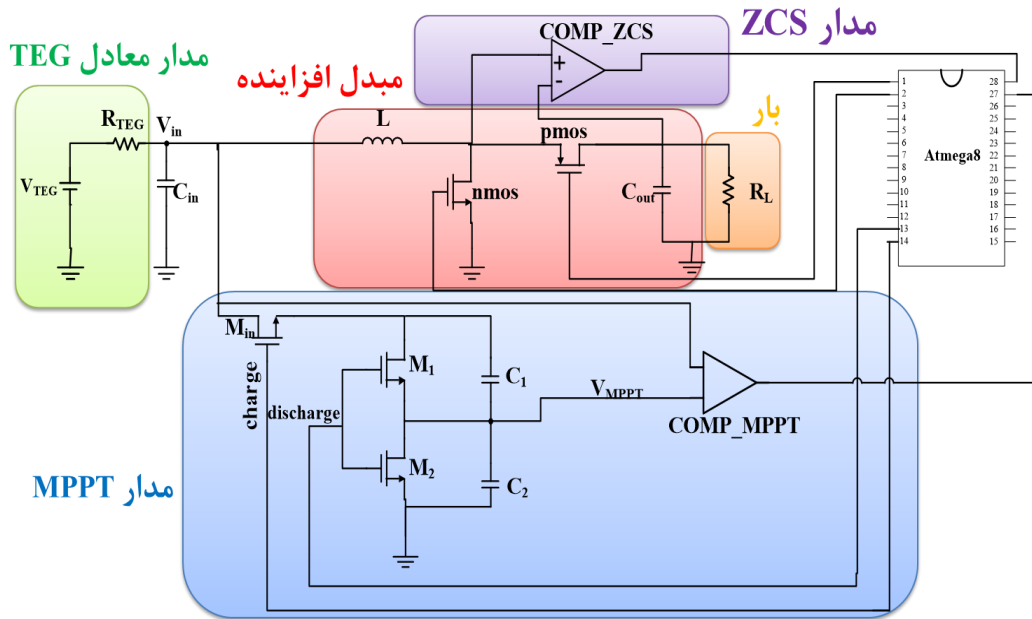 مدار معادل TEG
مبدل افزاینده
مدار ZCS
بار
مدار MPPT
COMP_ZCS
+
-
R_TEG
V_in
V_TEG
C_in
L
pmos
nmos
C_out
R_L
Atmega8
1
2
3
4
5
6
7
8
9
10
11
12
13
14
28
27
26
25
24
23
22
21
20
19
18
17
16
15
M_in
charge
discharge
M_1
M_2
C_1
C_2
V_MPPT
COMP_MPPT